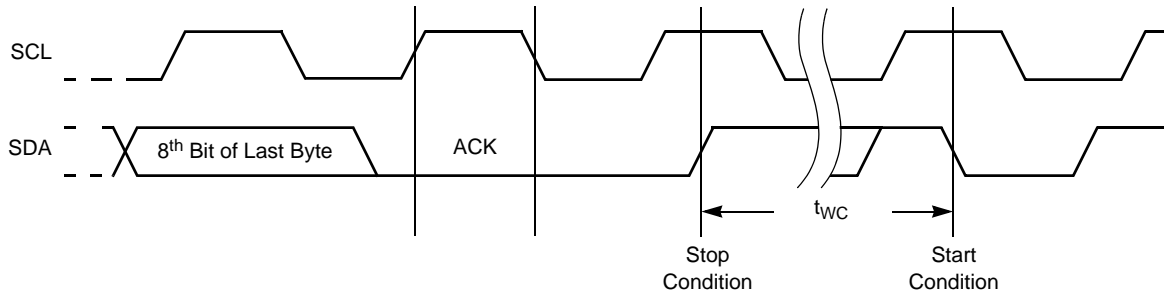 SCL
SDA
8th Bit of Last Byte
ACK
tWC
Stop
Condition
Start
Condition